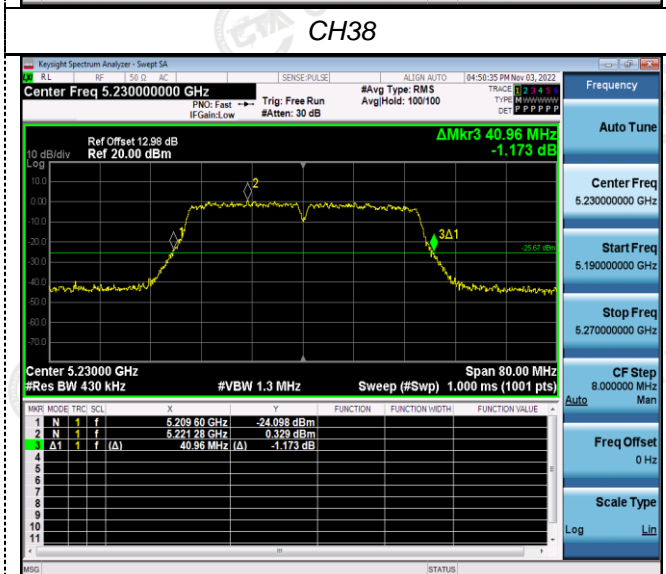 CH38
Keysight Spectrum Analyzer - Swept SA
RL RF 50 Ω AC SENSE:PULSE ALIGN AUTO 04:50:35 PM Nov 03, 2022
Center Freq 5.230000000 GHz
PNO: Fast
IFGain:Low
Trig: Free Run
#Atten: 30 dB
#Avg Type: RMS
Avg|Hold: 100/100
TRACE 1 2 3 4 5 6
TYPE M W W W W W
DET P P P P P P
Frequency
Auto Tune
Center Freq
5.230000000 GHz
Start Freq
5.190000000 GHz
Stop Freq
5.270000000 GHz
CF Step
8.000000 MHz
Auto Man
Freq Offset
0 Hz
Scale Type
Log Lin
ΔMkr3 40.96 MHz
-1.173 dB
Ref Offset 12.98 dB
10 dB/div Ref 20.00 dBm
Log
10.0
0.00
-10.0
-20.0
-30.0
-40.0
-50.0
-60.0
-70.0
2
1
3Δ1
-25.67 dBm
Center 5.23000 GHz Span 80.00 MHz
#Res BW 430 kHz #VBW 1.3 MHz Sweep (#Swp) 1.000 ms (1001 pts)
MKR MODE TRC SCL X Y FUNCTION FUNCTION WIDTH FUNCTION VALUE
1 N 1 f 5.209 60 GHz -24.098 dBm
2 N 1 f 5.221 28 GHz 0.329 dBm
3 Δ1 1 f (Δ) 40.96 MHz (Δ) -1.173 dB
4
5
6
7
8
9
10
11
MSG STATUS